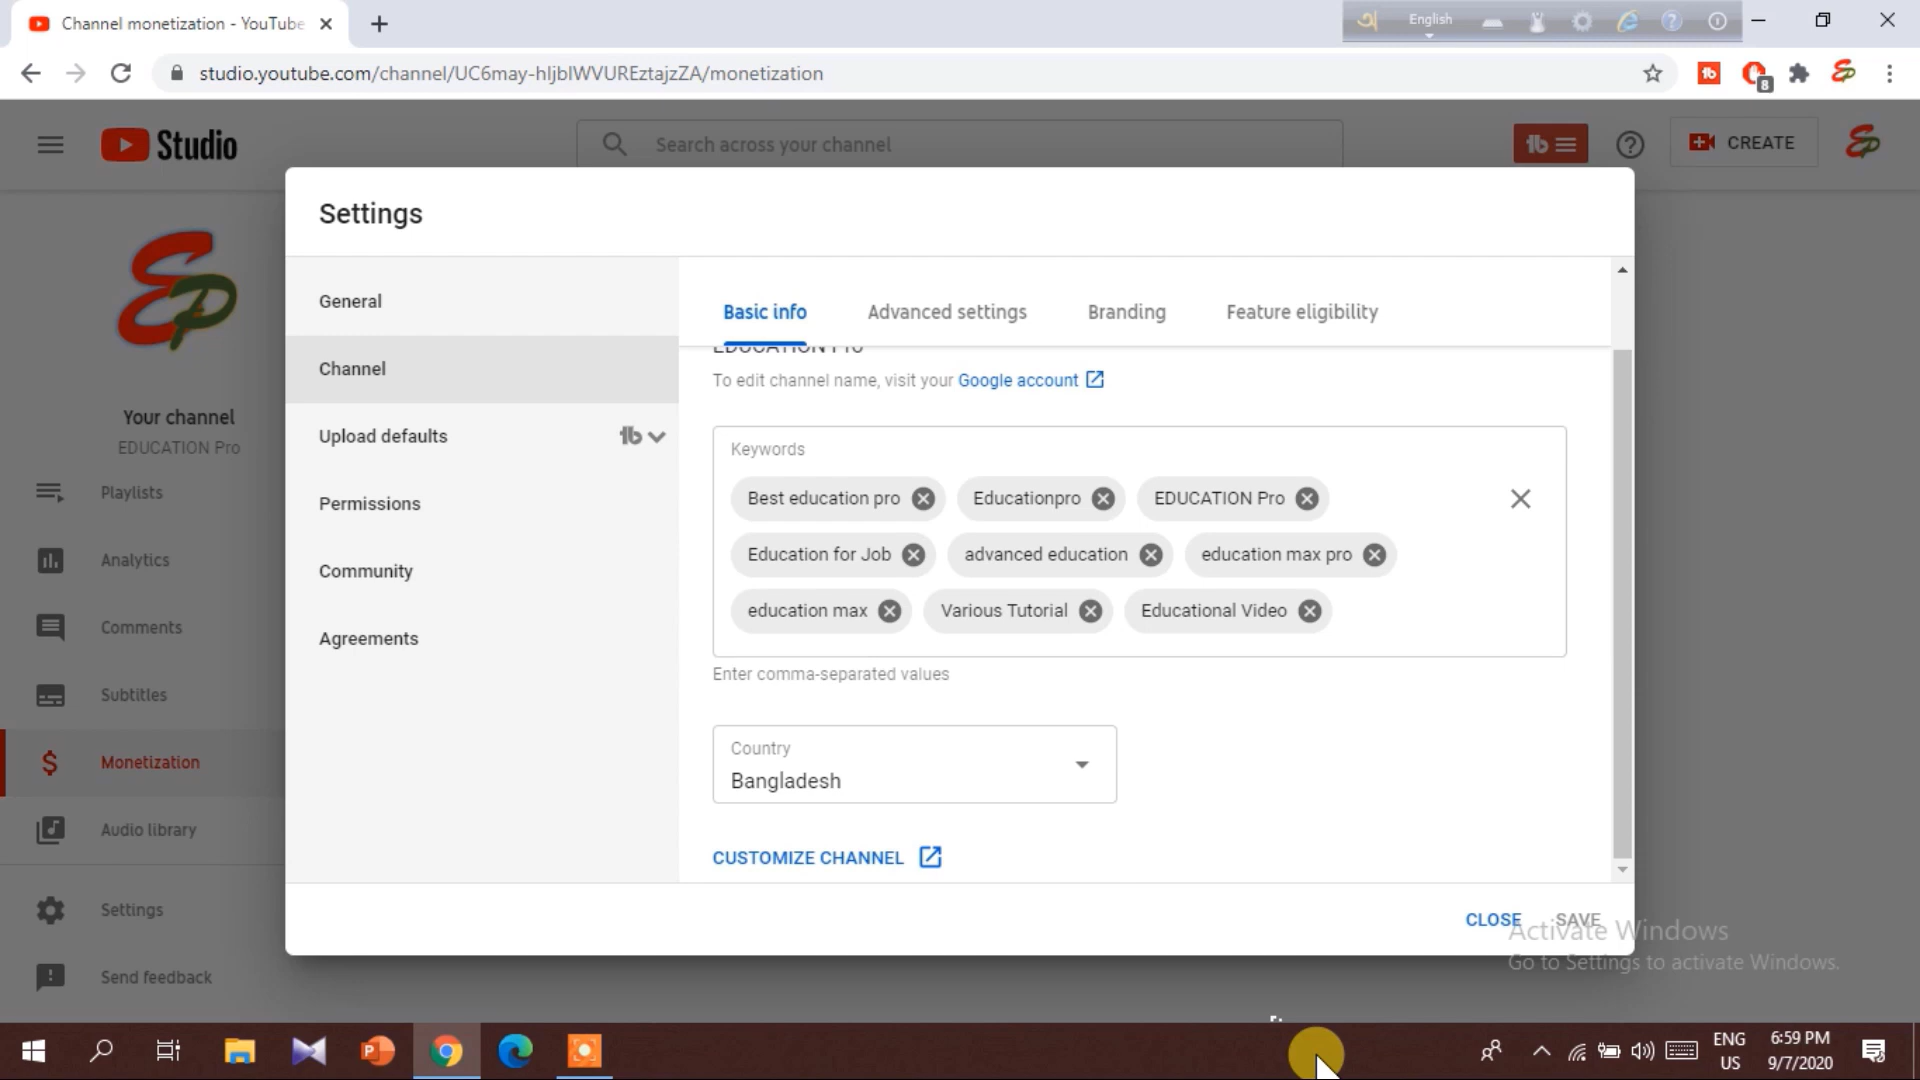 Channel monetization - YouTube
English
studio.youtube.com/channel/UC6may-hIjbIWVUREztajzZA/monetization
8
Studio
Search across your channel
CREATE
Settings
General
Channel
Upload defaults
Permissions
Community
Agreements
Basic info
Advanced settings
Branding
Feature eligibility
EDUCATION Pro
To edit channel name, visit your Google account
Keywords
Best education pro
Educationpro
EDUCATION Pro
Education for Job
advanced education
education max pro
education max
Various Tutorial
Educational Video
Enter comma-separated values
Country
Bangladesh
CUSTOMIZE CHANNEL
CLOSE
SAVE
Your channel
EDUCATION Pro
Playlists
Analytics
Comments
Subtitles
Monetization
Audio library
Settings
Send feedback
Activate Windows
Go to Settings to activate Windows.
ENG
US
6:59 PM
9/7/2020